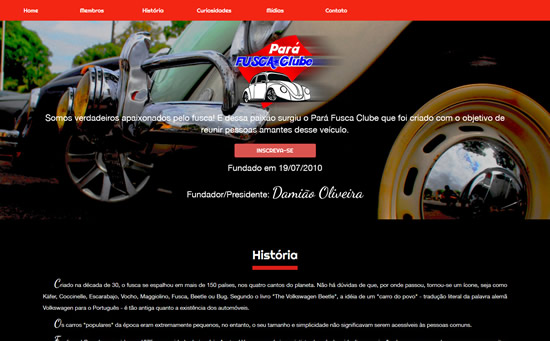 Home Membros História Curiosidades Mídias Contato
Pará
FUSCA Clube
Somos verdadeiros apaixonados pelo fusca! E dessa paixão surgiu o Pará Fusca Clube que foi criado com o objetivo de
reunir pessoas amantes desse veículo.
INSCREVA-SE
Fundado em 19/07/2010
Fundador/Presidente: Damião Oliveira
História
Criado na década de 30, o fusca se espalhou em mais de 150 países, nos quatro cantos do planeta. Não há dúvidas de que, por onde passou, tornou-se um ícone, seja como
Käfer, Coccinelle, Escarabajo, Vocho, Maggiolino, Fusca, Beetle ou Bug. Segundo o livro "The Volkswagen Beetle", a idéia de um "carro do povo" - tradução literal da palavra alemã
Volkswagen para o Português - é tão antiga quanto a existência dos automóveis.
Os carros "populares" da época eram extremamente pequenos, no entanto, o seu tamanho e simplicidade não significavam serem acessíveis às pessoas comuns.